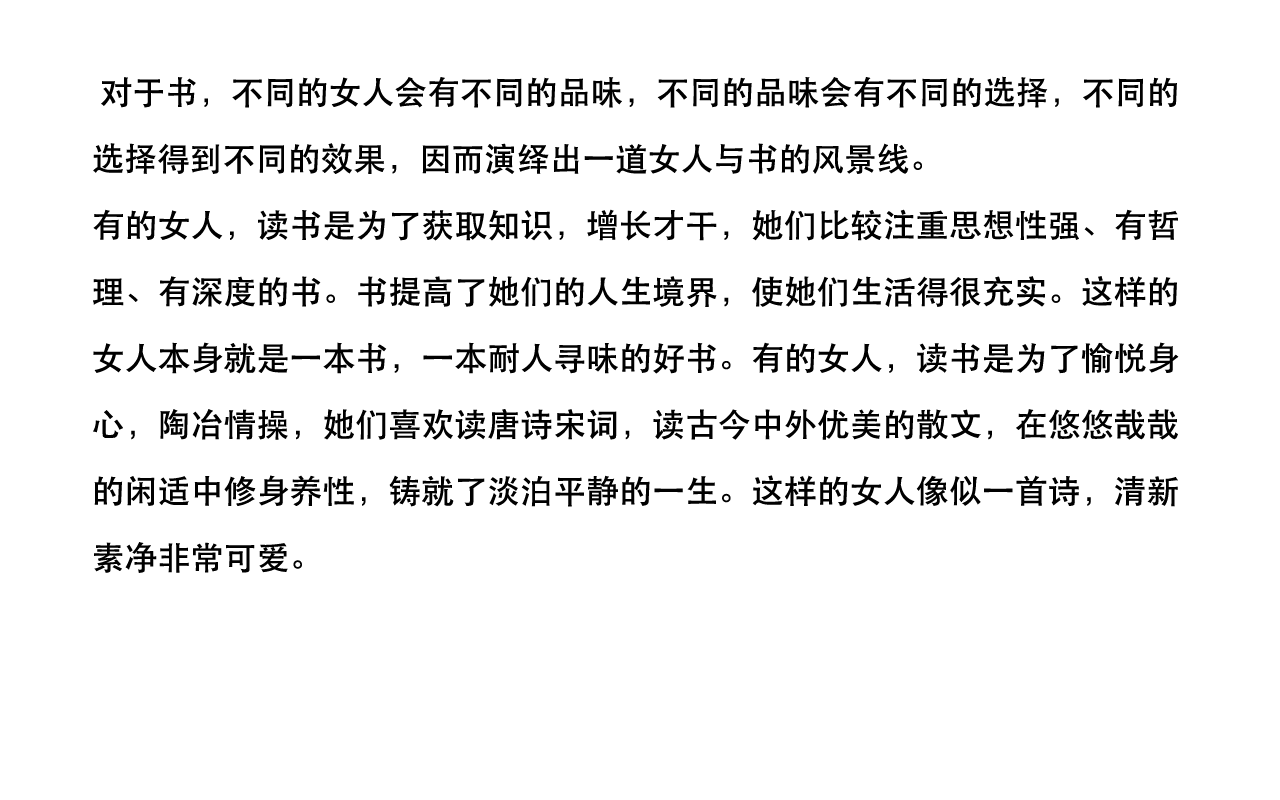 对于书，不同的女人会有不同的品味，不同的品味会有不同的选择，不同的
选择得到不同的效果，因而演绎出一道女人与书的风景线。
有的女人，读书是为了获取知识，增长才干，她们比较注重思想性强、有哲
理、有深度的书。书提高了她们的人生境界，使她们生活得很充实。这样的
女人本身就是一本书，一本耐人寻味的好书。有的女人，读书是为了愉悦身
心，陶冶情操，她们喜欢读唐诗宋词，读古今中外优美的散文，在悠悠哉哉
的闲适中修身养性，铸就了淡泊平静的一生。这样的女人像似一首诗，清新
素净非常可爱。